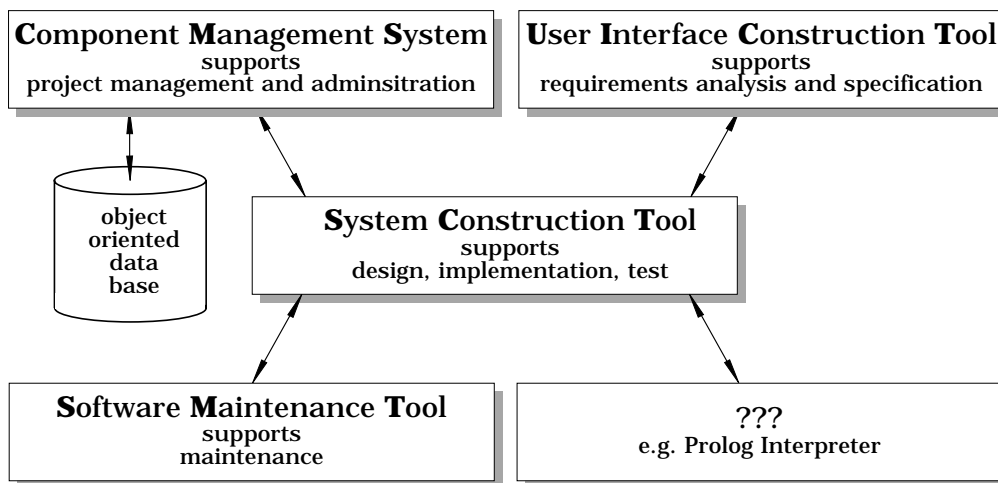 Component Management System
supports
project management and adminsitration
User Interface Construction Tool
supports
requirements analysis and specification
object
oriented
data
base
System Construction Tool
supports
design, implementation, test
Software Maintenance Tool
supports
maintenance
???
e.g. Prolog Interpreter